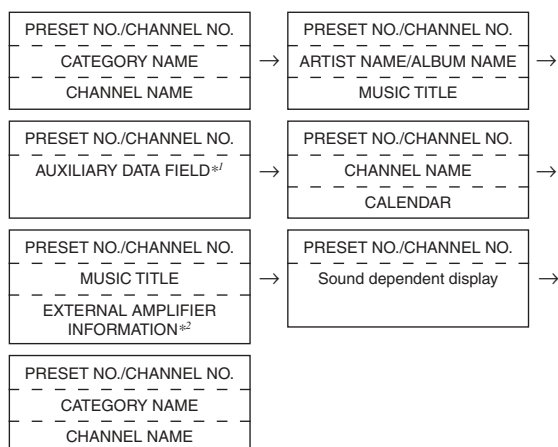 PRESET NO./CHANNEL NO.
CATEGORY NAME
CHANNEL NAME
→
PRESET NO./CHANNEL NO.
ARTIST NAME/ALBUM NAME
MUSIC TITLE
→
PRESET NO./CHANNEL NO.
AUXILIARY DATA FIELD*1
→
PRESET NO./CHANNEL NO.
CHANNEL NAME
CALENDAR
→
PRESET NO./CHANNEL NO.
MUSIC TITLE
EXTERNAL AMPLIFIER
INFORMATION*2
→
PRESET NO./CHANNEL NO.
Sound dependent display
→
PRESET NO./CHANNEL NO.
CATEGORY NAME
CHANNEL NAME